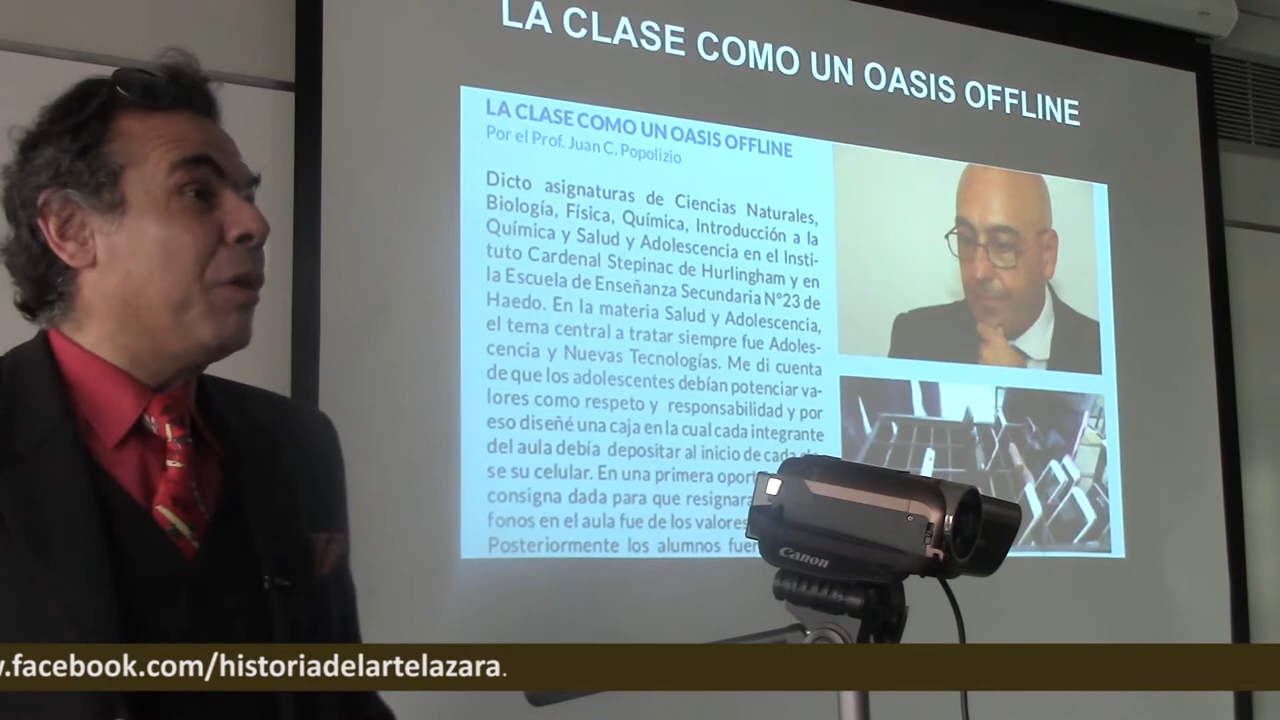 LA CLASE COMO UN OASIS OFFLINE
LA CLASE COMO UN OASIS OFFLINE
Por el Prof. Juan C. Popolizio
Dicto asignaturas de Ciencias Naturales,
Biología, Física, Química, Introducción a la
Química y Salud y Adolescencia en el Insti-
tuto Cardenal Stepinac de Hurlingham y en
la Escuela de Enseñanza Secundaria N°23 de
Haedo. En la materia Salud y Adolescencia,
el tema central a tratar siempre fue Adoles-
cencia y Nuevas Tecnologías. Me di cuenta
de que los adolescentes debían potenciar va-
lores como respeto y responsabilidad y por
eso diseñé una caja en la cual cada integrante
del aula debía depositar al inicio de cada
se su celular. En una primera
consigna dada para que
fonos en el aula fue de los valores
Posteriormente los alumnos
Canon
.facebook.com/historiadelartelazara.